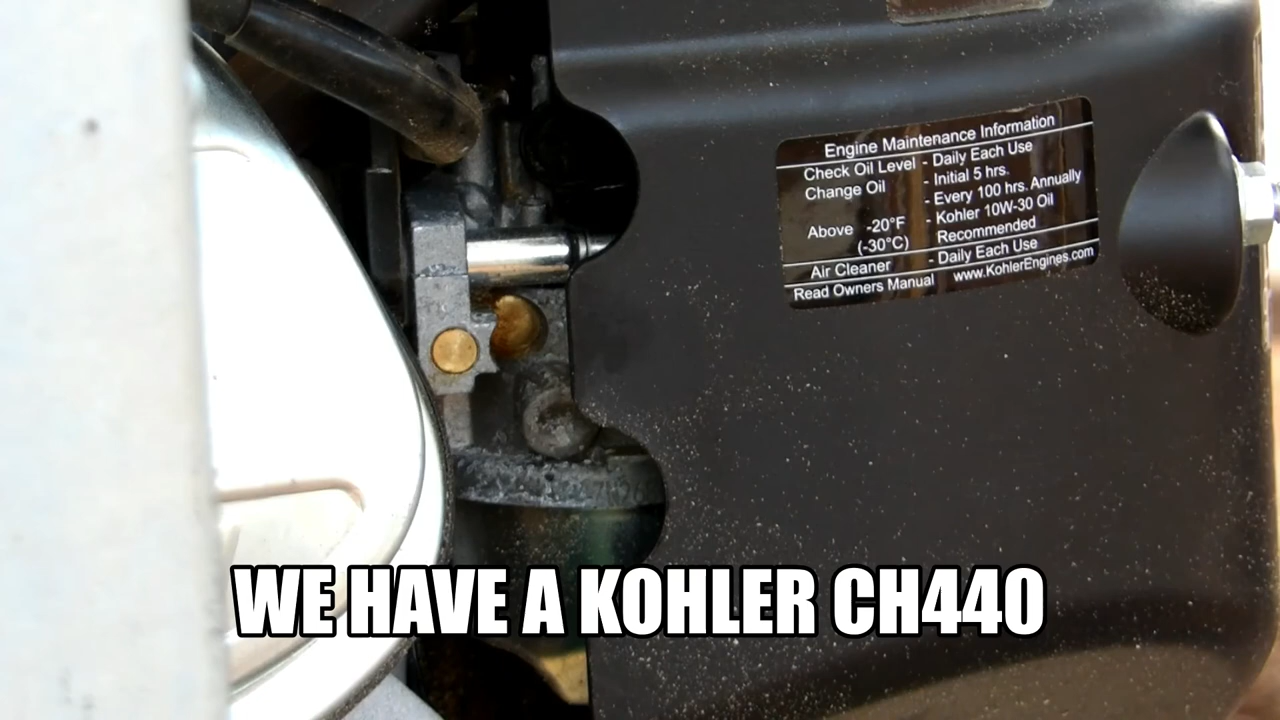 Engine Maintenance Information
Check Oil Level - Daily Each Use
Change Oil - Initial 5 hrs.
- Every 100 hrs. Annually
Above -20°F - Kohler 10W-30 Oil
(-30°C) Recommended
Air Cleaner - Daily Each Use
Read Owners Manual www.KohlerEngines.com
WE HAVE A KOHLER CH440